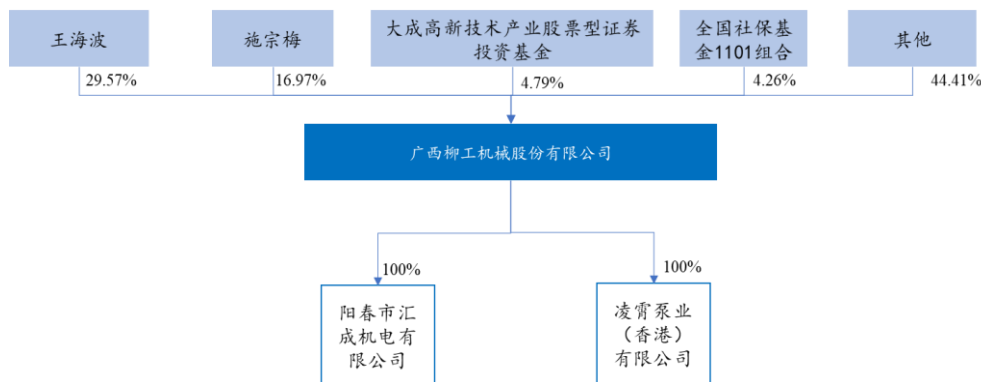 王海波
施宗梅
大成高新技术产业股票型证券
投资基金
全国社保基
金1101组合
其他
29.57%
16.97%
4.79%
4.26%
44.41%
广西柳工机械股份有限公司
100%
100%
阳春市汇
成机电有
限公司
凌霄泵业
（香港）
有限公司